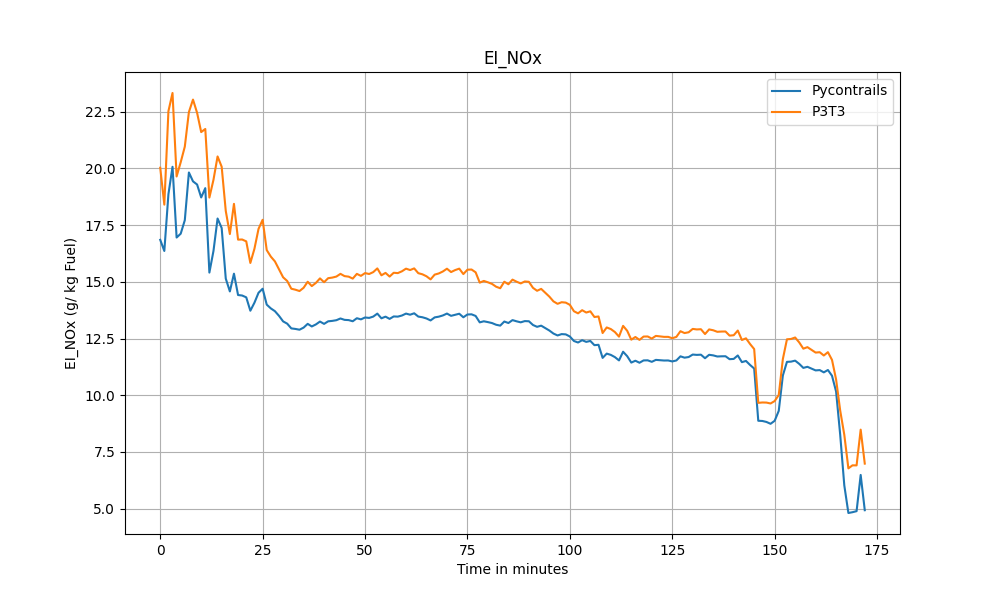 EI_NOx
Pycontrails
P3T3
EI_NOx (g/ kg Fuel)
22.5
20.0
17.5
15.0
12.5
10.0
7.5
5.0
0 25 50 75 100 125 150 175
Time in minutes